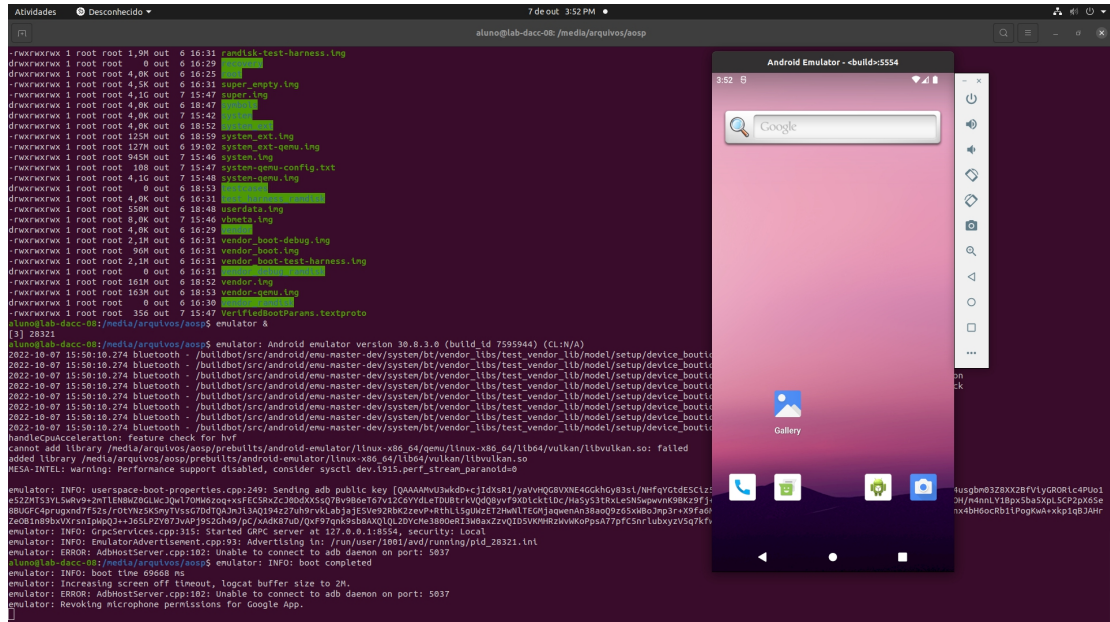 Atividades
Desconhecido
7 de out 3:52 PM
aluno@lab-dacc-08: /media/arquivos/aosp
-rwxrwxrwx 1 root root 1,9M out 6 16:31 ramdisk-test-harness.img
drwxrwxrwx 1 root root 0 out 6 16:29 recovery
drwxrwxrwx 1 root root 4,0K out 6 16:25 root
-rwxrwxrwx 1 root root 4,5K out 6 16:31 super_empty.img
-rwxrwxrwx 1 root root 4,1G out 7 15:47 super.img
drwxrwxrwx 1 root root 4,0K out 6 18:47 symbols
drwxrwxrwx 1 root root 4,0K out 7 15:42 system
drwxrwxrwx 1 root root 4,0K out 6 18:52 system_ext
-rwxrwxrwx 1 root root 125M out 6 18:59 system_ext.img
-rwxrwxrwx 1 root root 127M out 6 19:02 system_ext-qemu.img
-rwxrwxrwx 1 root root 945M out 7 15:46 system.img
-rwxrwxrwx 1 root root 108 out 7 15:47 system-qemu-config.txt
-rwxrwxrwx 1 root root 4,1G out 7 15:48 system-qemu.img
drwxrwxrwx 1 root root 0 out 6 18:53 testcases
drwxrwxrwx 1 root root 4,0K out 6 16:31 test_harness_ramdisk
-rwxrwxrwx 1 root root 550M out 6 18:48 userdata.img
-rwxrwxrwx 1 root root 8,0K out 7 15:46 vbmeta.img
drwxrwxrwx 1 root root 4,0K out 6 16:29 vendor
-rwxrwxrwx 1 root root 2,1M out 6 16:31 vendor_boot-debug.img
-rwxrwxrwx 1 root root 96M out 6 16:31 vendor_boot.img
-rwxrwxrwx 1 root root 2,1M out 6 16:31 vendor_boot-test-harness.img
drwxrwxrwx 1 root root 0 out 6 16:31 vendor_debug_ramdisk
-rwxrwxrwx 1 root root 161M out 6 18:52 vendor.img
-rwxrwxrwx 1 root root 163M out 6 18:53 vendor-qemu.img
drwxrwxrwx 1 root root 0 out 6 16:30 vendor_ramdisk
-rwxrwxrwx 1 root root 356 out 7 15:47 VerifiedBootParams.textproto
aluno@lab-dacc-08:/media/arquivos/aosp$ emulator &
[3] 28321
aluno@lab-dacc-08:/media/arquivos/aosp$ emulator: Android emulator version 30.8.3.0 (build_id 7595944) (CL:N/A)
2022-10-07 15:50:10.274 bluetooth - /buildbot/src/android/emu-master-dev/system/bt/vendor_libs/test_vendor_lib/model/setup/device_boutic
2022-10-07 15:50:10.274 bluetooth - /buildbot/src/android/emu-master-dev/system/bt/vendor_libs/test_vendor_lib/model/setup/device_boutic on
2022-10-07 15:50:10.274 bluetooth - /buildbot/src/android/emu-master-dev/system/bt/vendor_libs/test_vendor_lib/model/setup/device_boutic ck
2022-10-07 15:50:10.274 bluetooth - /buildbot/src/android/emu-master-dev/system/bt/vendor_libs/test_vendor_lib/model/setup/device_boutic
2022-10-07 15:50:10.274 bluetooth - /buildbot/src/android/emu-master-dev/system/bt/vendor_libs/test_vendor_lib/model/setup/device_boutic
2022-10-07 15:50:10.274 bluetooth - /buildbot/src/android/emu-master-dev/system/bt/vendor_libs/test_vendor_lib/model/setup/device_boutic
2022-10-07 15:50:10.274 bluetooth - /buildbot/src/android/emu-master-dev/system/bt/vendor_libs/test_vendor_lib/model/setup/device_boutic
handleCpuAcceleration: feature check for hvf
cannot add library /media/arquivos/aosp/prebuilts/android-emulator/linux-x86_64/qemu/linux-x86_64/lib64/vulkan/libvulkan.so: failed
added library /media/arquivos/aosp/prebuilts/android-emulator/linux-x86_64/lib64/vulkan/libvulkan.so
MESA-INTEL: warning: Performance support disabled, consider sysctl dev.i915.perf_stream_paranoid=0
emulator: INFO: userspace-boot-properties.cpp:249: Sending adb public key
emulator: INFO: GrpcServices.cpp:315: Started GRPC server at 127.0.0.1:8554, security: Local
emulator: INFO: EmulatorAdvertisement.cpp:93: Advertising in: /run/user/1001/avd/running/pid_28321.ini
emulator: ERROR: AdbHostServer.cpp:102: Unable to connect to adb daemon on port: 5037
aluno@lab-dacc-08:/media/arquivos/aosp$ emulator: INFO: boot completed
emulator: INFO: boot time 69668 ms
emulator: Increasing screen off timeout, logcat buffer size to 2M.
emulator: ERROR: AdbHostServer.cpp:102: Unable to connect to adb daemon on port: 5037
emulator: Revoking microphone permissions for Google App.
Android Emulator - <build>:5554
3:52
Google
Gallery